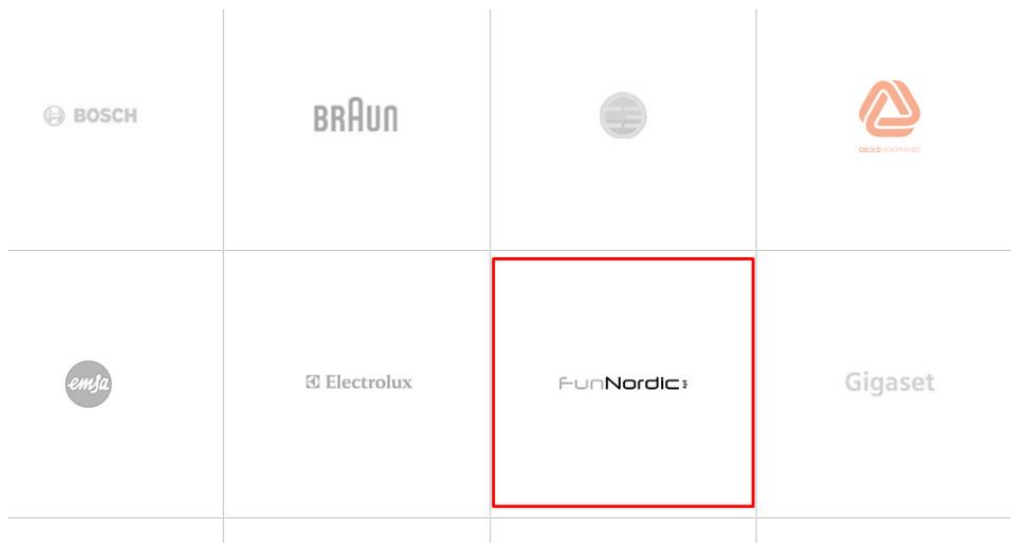 BOSCH
BRAUN
emsa
Electrolux
FunNordic
Gigaset